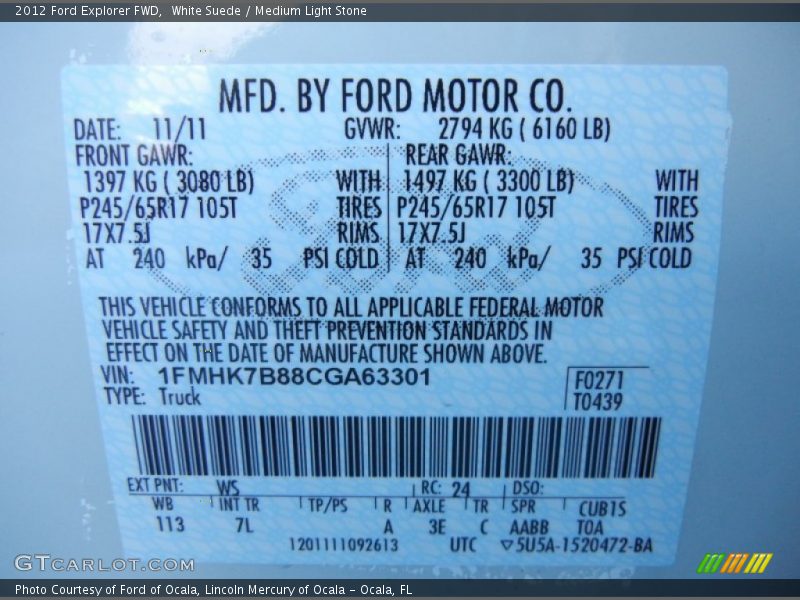 2012 Ford Explorer FWD,  White Suede / Medium Light Stone
MFD. BY FORD MOTOR CO.
DATE: 11/11 GVWR: 2794 KG ( 6160 LB)
FRONT GAWR: REAR GAWR:
1397 KG ( 3080 LB) WITH 1497 KG ( 3300 LB) WITH
P245/65R17 105T TIRES P245/65R17 105T TIRES
17X7.5J RIMS 17X7.5J RIMS
AT 240 kPa/ 35 PSI COLD AT 240 kPa/ 35 PSI COLD
THIS VEHICLE CONFORMS TO ALL APPLICABLE FEDERAL MOTOR
VEHICLE SAFETY AND THEFT PREVENTION STANDARDS IN
EFFECT ON THE DATE OF MANUFACTURE SHOWN ABOVE.
VIN: 1FMHK7B88CGA63301 F0271
TYPE: Truck T0439
EXT PNT: WS RC: 24 DSO:
WB INT TR TP/PS R AXLE TR SPR CUB1S
113 7L A 3E C AABB TOA
1201111092613 UTC ▽5U5A-1520472-BA
GTCARLOT.COM
Photo Courtesy of Ford of Ocala, Lincoln Mercury of Ocala - Ocala, FL